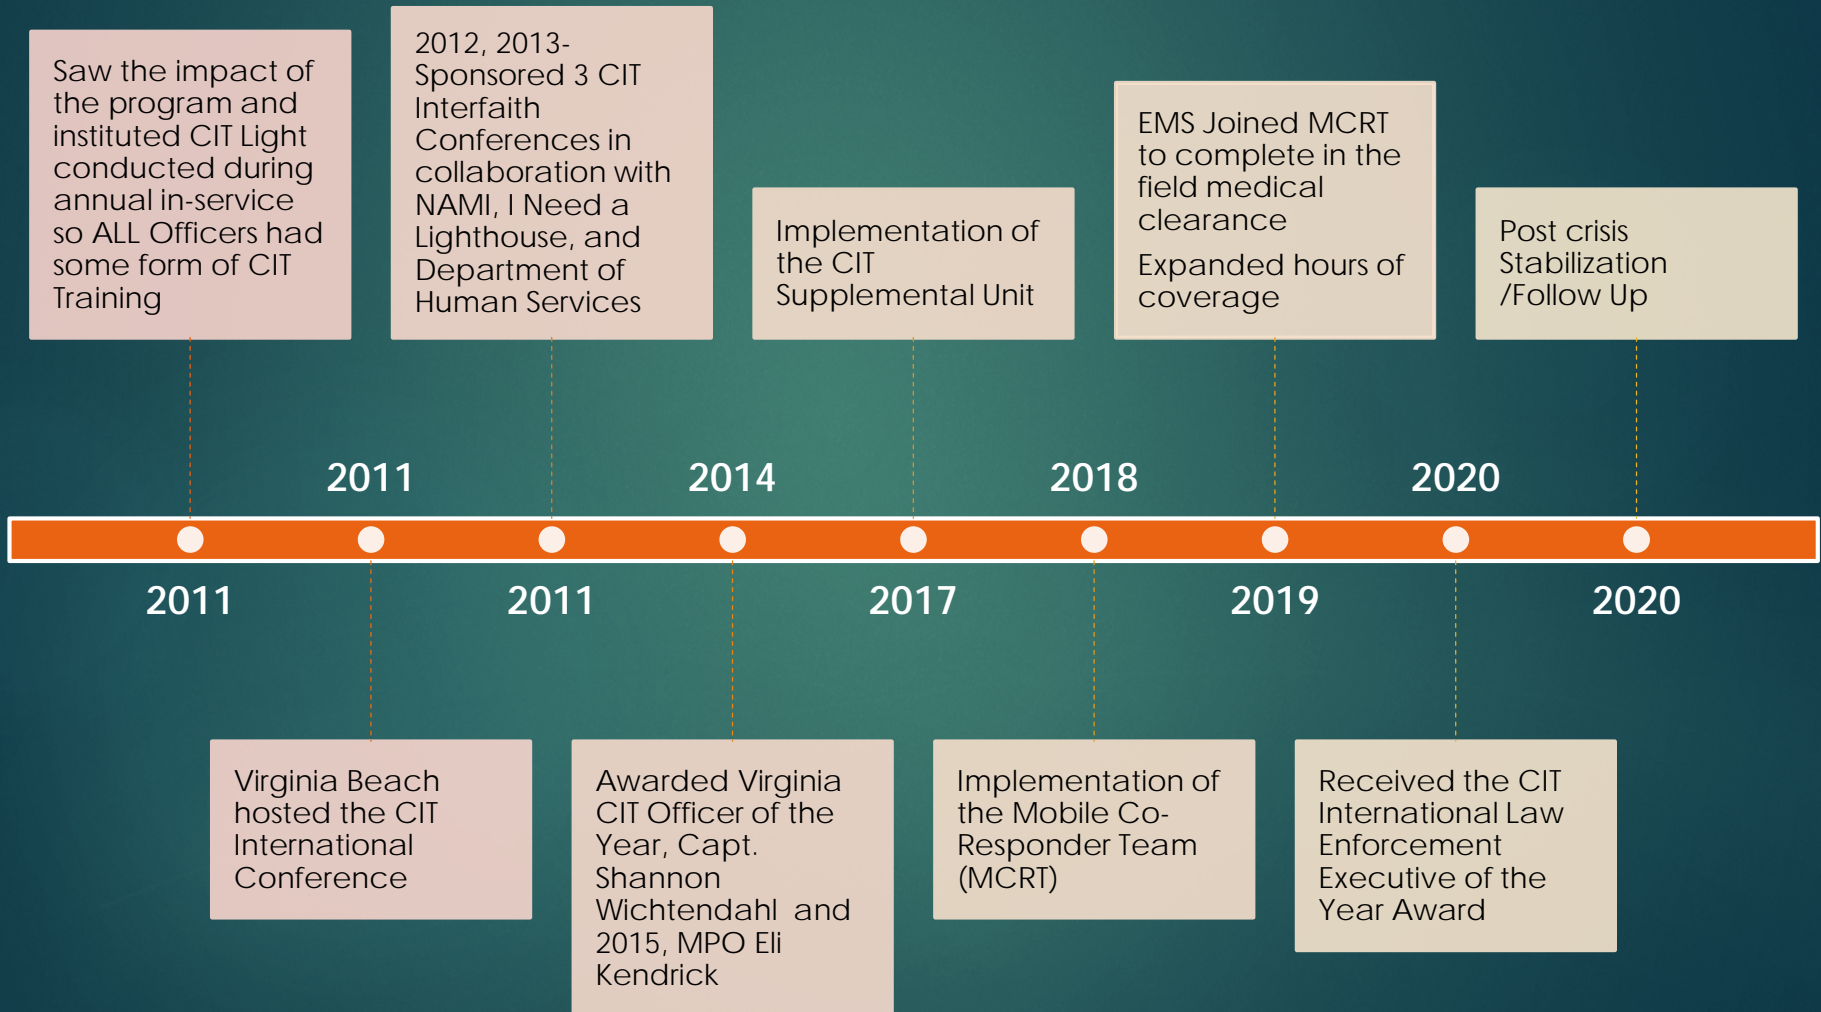 Saw the impact of
the program and
instituted CIT Light
conducted during
annual in-service
so ALL Officers had
some form of CIT
Training
2012, 2013-
Sponsored 3 CIT
Interfaith
Conferences in
collaboration with
NAMI, I Need a
Lighthouse, and
Department of
Human Services
Implementation of
the CIT
Supplemental Unit
EMS Joined MCRT
to complete in the
field medical
clearance
Expanded hours of
coverage
Post crisis
Stabilization
/Follow Up
2011
2014
2018
2020
2011
2011
2017
2019
2020
Virginia Beach
hosted the CIT
International
Conference
Awarded Virginia
CIT Officer of the
Year, Capt.
Shannon
Wichtendahl and
2015, MPO Eli
Kendrick
Implementation of
the Mobile Co-
Responder Team
(MCRT)
Received the CIT
International Law
Enforcement
Executive of the
Year Award